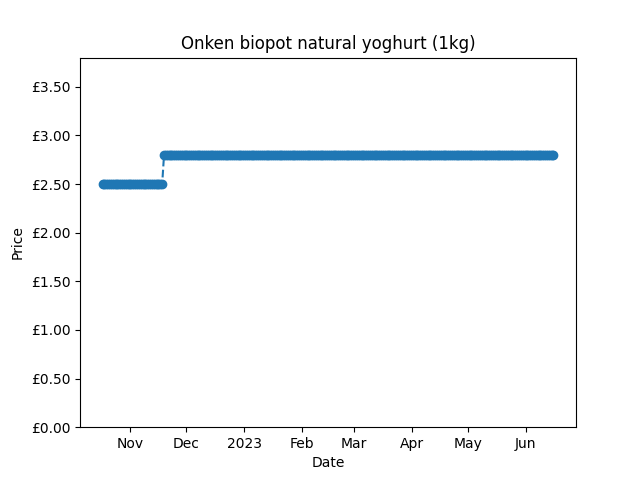 Onken biopot natural yoghurt (1kg)
£3.50
£3.00
£2.50
£2.00
£1.50
£1.00
£0.50
£0.00
Price
Nov Dec 2023 Feb Mar Apr May Jun
Date